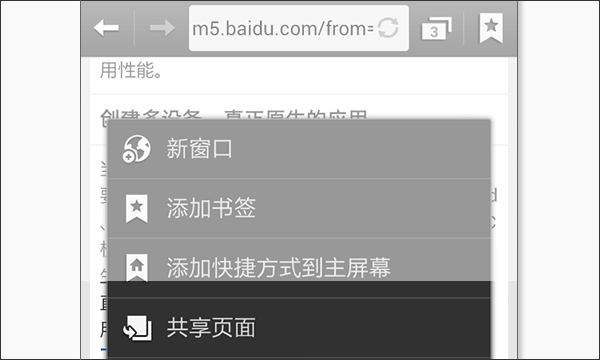 m5.baidu.com/from=
3
用性能。
创建多设备、真正原生的应用
新窗口
添加书签
添加快捷方式到主屏幕
共享页面